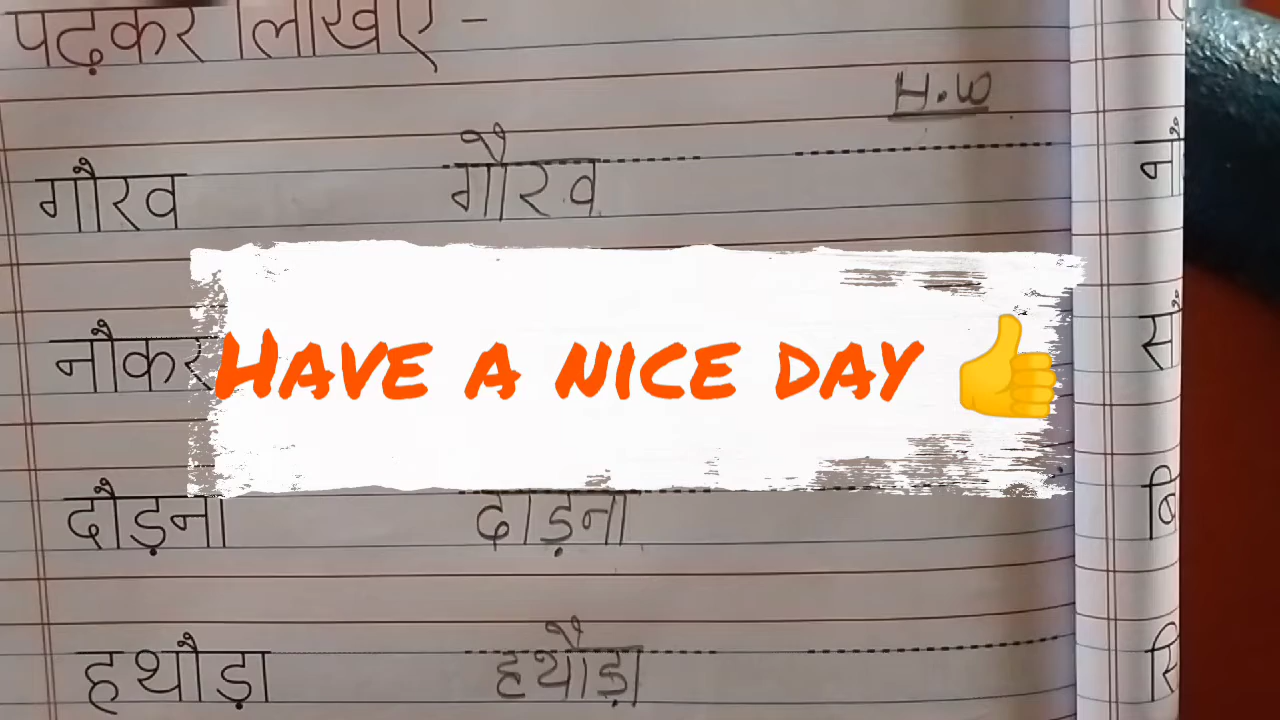 पढ़कर लिखिए -
H.W
गौरव गौरव
नौकर
Have a nice day 👍
दौड़ना दौड़ना
हथौड़ा हथौड़ा